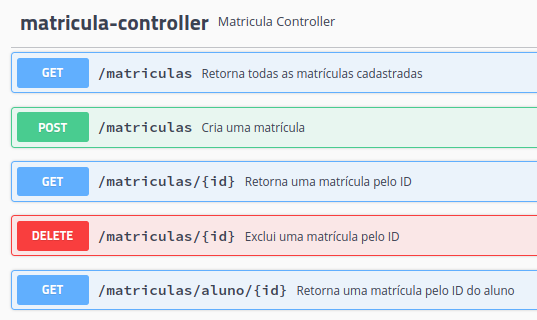 matricula-controller Matricula Controller
GET /matriculas Retorna todas as matrículas cadastradas
POST /matriculas Cria uma matrícula
GET /matriculas/{id} Retorna uma matrícula pelo ID
DELETE /matriculas/{id} Exclui uma matrícula pelo ID
GET /matriculas/aluno/{id} Retorna uma matrícula pelo ID do aluno